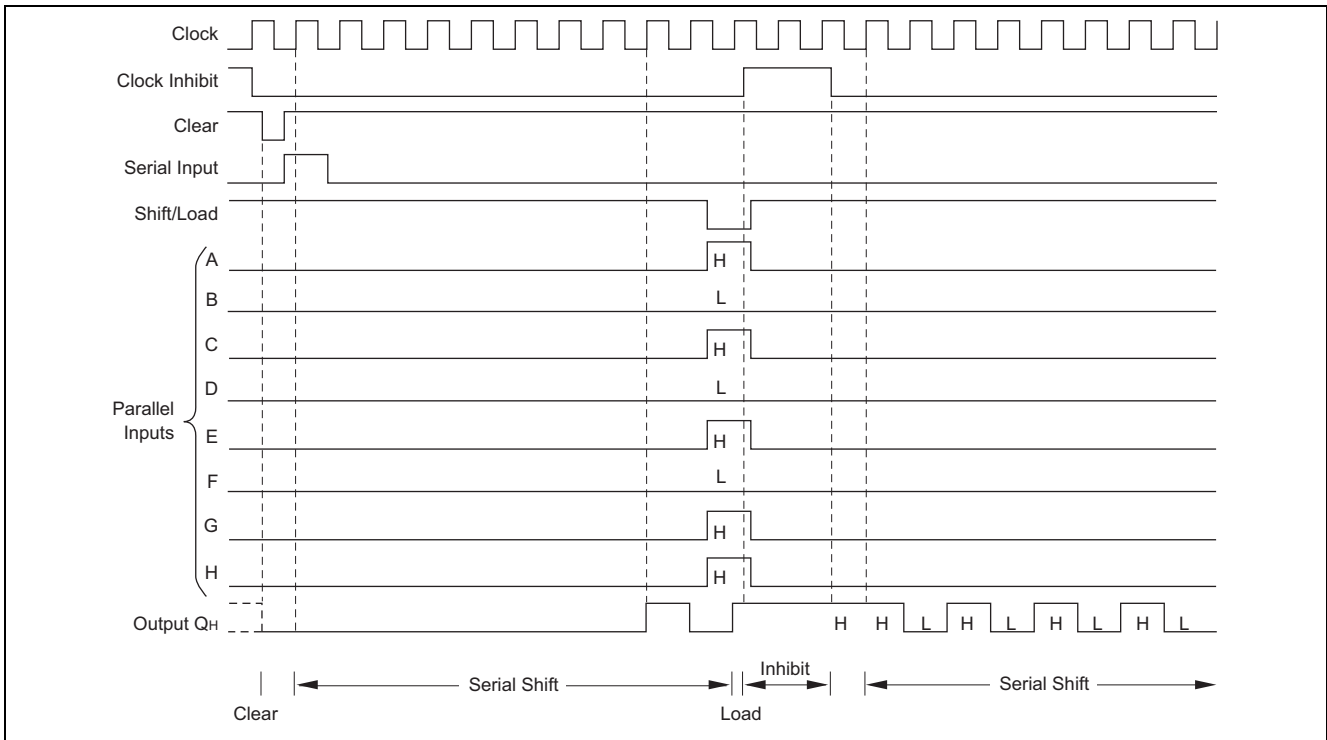 Clock
Clock Inhibit
Clear
Serial Input
Shift/Load
Parallel
Inputs
A H
B L
C H
D L
E H
F L
G H
H H
Output QH H H L H L H L H L
Clear
Serial Shift
Load
Inhibit
Serial Shift